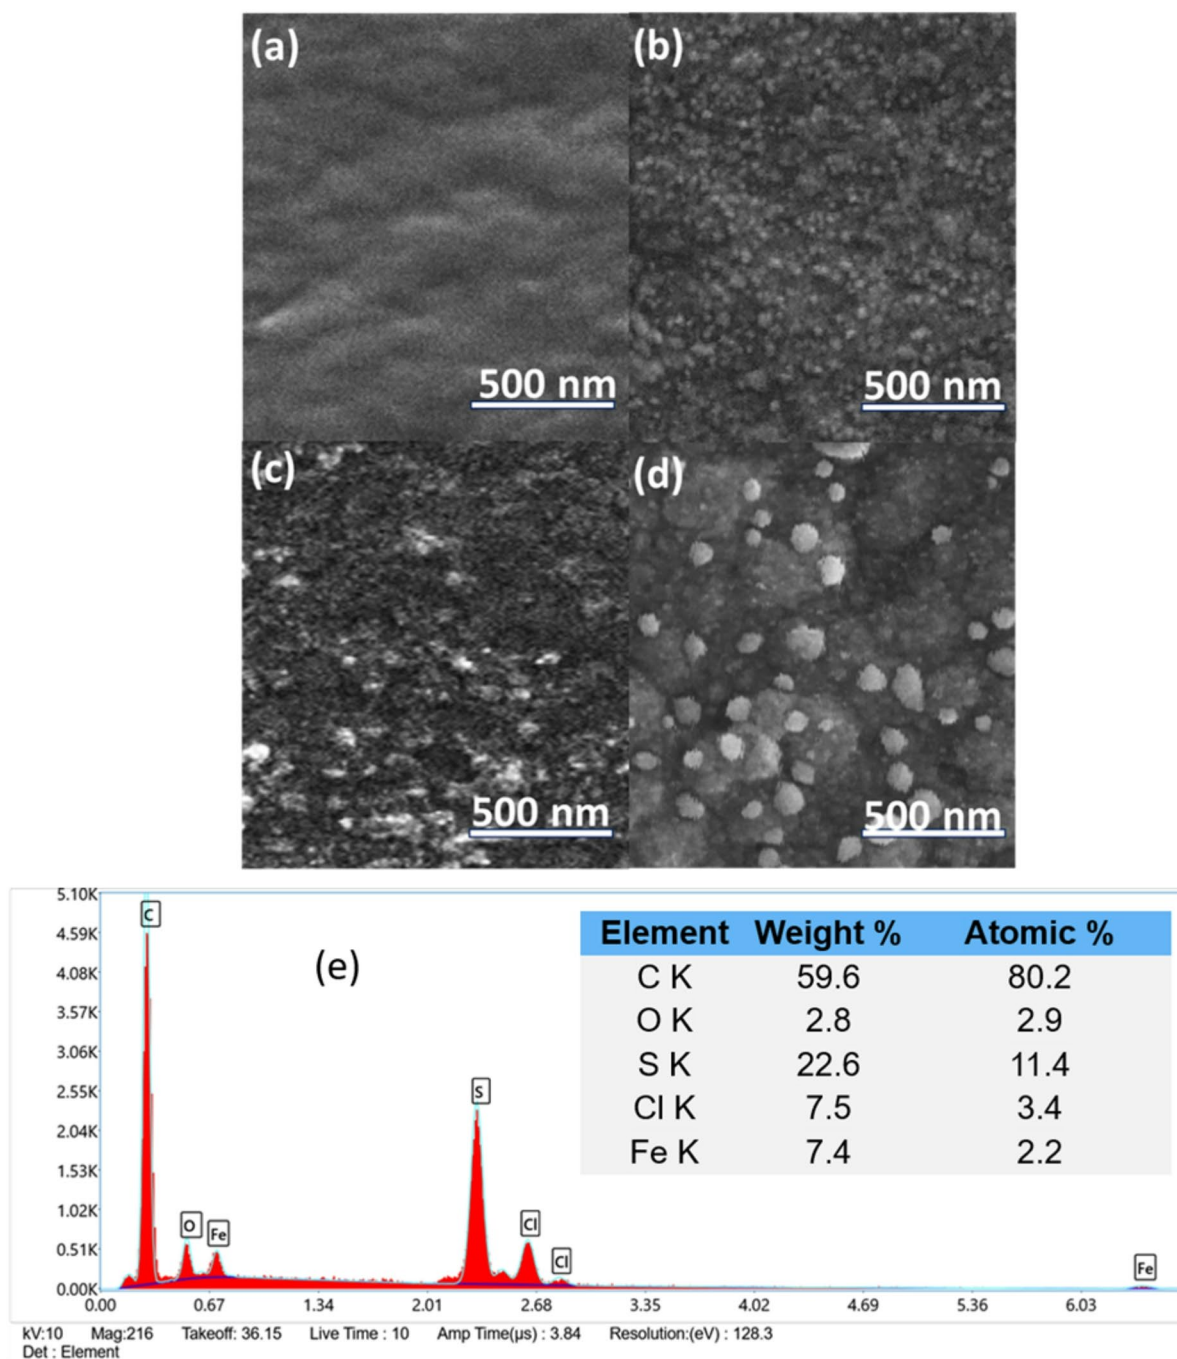 (a)
(b)
500 nm
500 nm
(c)
(d)
500 nm
500 nm
(e)
5.10K
4.59K
4.08K
3.57K
3.06K
2.55K
2.04K
1.53K
1.02K
0.51K
0.00K
C
O
Fe
S
Cl
Cl
Fe
Element Weight % Atomic %
C K 59.6 80.2
O K 2.8 2.9
S K 22.6 11.4
Cl K 7.5 3.4
Fe K 7.4 2.2
0.00 0.67 1.34 2.01 2.68 3.35 4.02 4.69 5.36 6.03
kV:10 Mag:216 Takeoff: 36.15 Live Time : 10 Amp Time(µs) : 3.84 Resolution:(eV) : 128.3
Det : Element